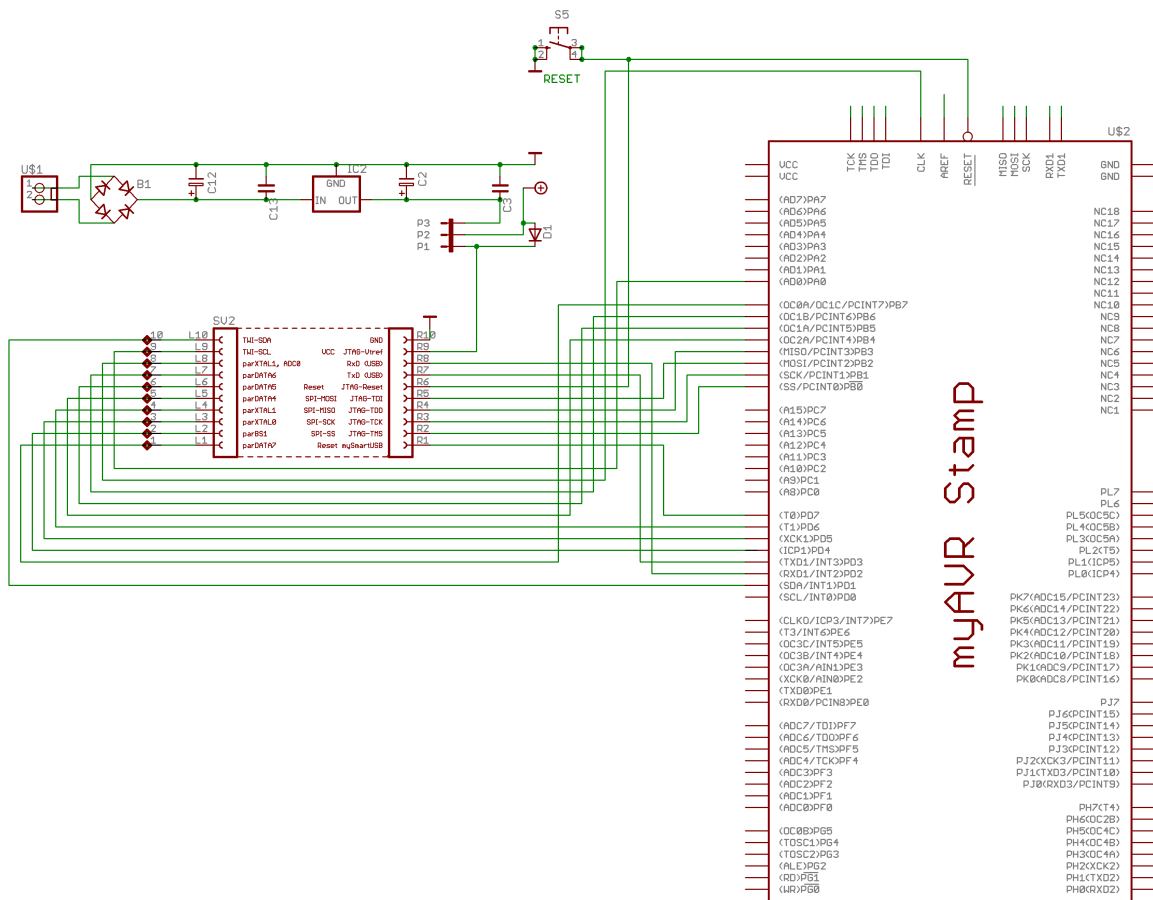 S5
1 3
2 4
RESET
U$2
TCK TMS TDO TDI CLK AREF RESET MISO MOSI SCK RXD1 TXD1
U$1
1
2
B1
C12
C13
IC2
GND
IN OUT
C2
C3
P3
P2
P1
D1
SV2
10 L10 TWI-SDA GND R10
9 L9 TWI-SCL VCC JTAG-Vtref R9
8 L8 parXTAL1, ADC0 RxD (USB) R8
7 L7 parDATA6 TxD (USB) R7
6 L6 parDATA5 Reset JTAG-Reset R6
5 L5 parDATA4 SPI-MOSI JTAG-TDI R5
4 L4 parXTAL1 SPI-MISO JTAG-TDO R4
3 L3 parXTAL0 SPI-SCK JTAG-TCK R3
2 L2 parBS1 SPI-SS JTAG-TMS R2
1 L1 parDATA7 Reset mySmartUSB R1
VCC
VCC
(AD7)PA7
(AD6)PA6
(AD5)PA5
(AD4)PA4
(AD3)PA3
(AD2)PA2
(AD1)PA1
(AD0)PA0
(OC0A/OC1C/PCINT7)PB7
(OC1B/PCINT6)PB6
(OC1A/PCINT5)PB5
(OC2A/PCINT4)PB4
(MISO/PCINT3)PB3
(MOSI/PCINT2)PB2
(SCK/PCINT1)PB1
(SS/PCINT0)PB0
(A15)PC7
(A14)PC6
(A13)PC5
(A12)PC4
(A11)PC3
(A10)PC2
(A9)PC1
(A8)PC0
(T0)PD7
(T1)PD6
(XCK1)PD5
(ICP1)PD4
(TXD1/INT3)PD3
(RXD1/INT2)PD2
(SDA/INT1)PD1
(SCL/INT0)PD0
(CLKO/ICP3/INT7)PE7
(T3/INT6)PE6
(OC3C/INT5)PE5
(OC3B/INT4)PE4
(OC3A/AIN1)PE3
(XCK0/AIN0)PE2
(TXD0)PE1
(RXD0/PCIN8)PE0
(ADC7/TDI)PF7
(ADC6/TDO)PF6
(ADC5/TMS)PF5
(ADC4/TCK)PF4
(ADC3)PF3
(ADC2)PF2
(ADC1)PF1
(ADC0)PF0
(OC0B)PG5
(TOSC1)PG4
(TOSC2)PG3
(ALE)PG2
(RD)PG1
(WR)PG0
myAVR Stamp
GND
GND
NC18
NC17
NC16
NC15
NC14
NC13
NC12
NC11
NC10
NC9
NC8
NC7
NC6
NC5
NC4
NC3
NC2
NC1
PL7
PL6
PL5(OC5C)
PL4(OC5B)
PL3(OC5A)
PL2(T5)
PL1(ICP5)
PL0(ICP4)
PK7(ADC15/PCINT23)
PK6(ADC14/PCINT22)
PK5(ADC13/PCINT21)
PK4(ADC12/PCINT20)
PK3(ADC11/PCINT19)
PK2(ADC10/PCINT18)
PK1(ADC9/PCINT17)
PK0(ADC8/PCINT16)
PJ7
PJ6(PCINT15)
PJ5(PCINT14)
PJ4(PCINT13)
PJ3(PCINT12)
PJ2(XCK3/PCINT11)
PJ1(TXD3/PCINT10)
PJ0(RXD3/PCINT9)
PH7(T4)
PH6(OC2B)
PH5(OC4C)
PH4(OC4B)
PH3(OC4A)
PH2(XCK2)
PH1(TXD2)
PH0(RXD2)